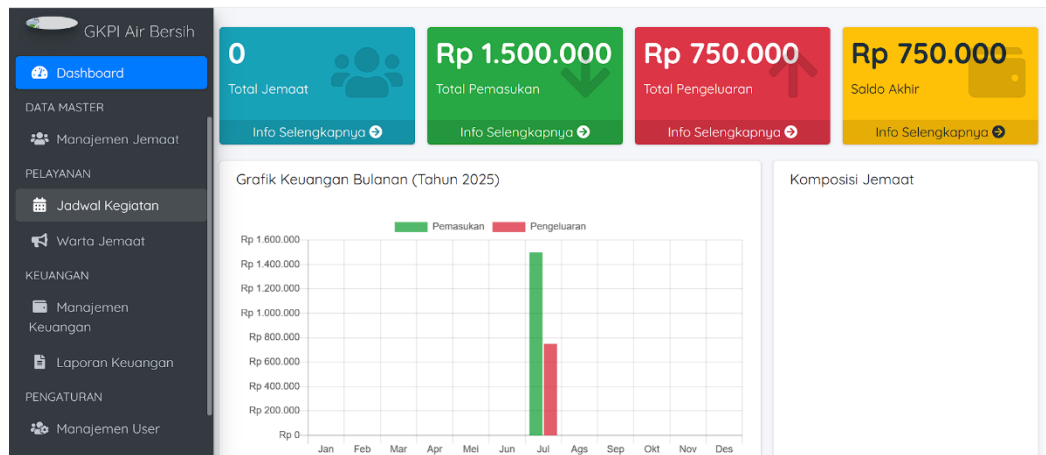 GKPI Air Bersih
Dashboard
DATA MASTER
Manajemen Jemaat
PELAYANAN
Jadwal Kegiatan
Warta Jemaat
KEUANGAN
Manajemen
Keuangan
Laporan Keuangan
PENGATURAN
Manajemen User
0
Total Jemaat
Info Selengkapnya
Rp 1.500.000
Total Pemasukan
Info Selengkapnya
Rp 750.000
Total Pengeluaran
Info Selengkapnya
Rp 750.000
Saldo Akhir
Info Selengkapnya
Grafik Keuangan Bulanan (Tahun 2025)
Pemasukan Pengeluaran
Rp 1.600.000
Rp 1.400.000
Rp 1.200.000
Rp 1.000.000
Rp 800.000
Rp 600.000
Rp 400.000
Rp 200.000
Rp 0
Jan Feb Mar Apr Mei Jun Jul Ags Sep Okt Nov Des
Komposisi Jemaat